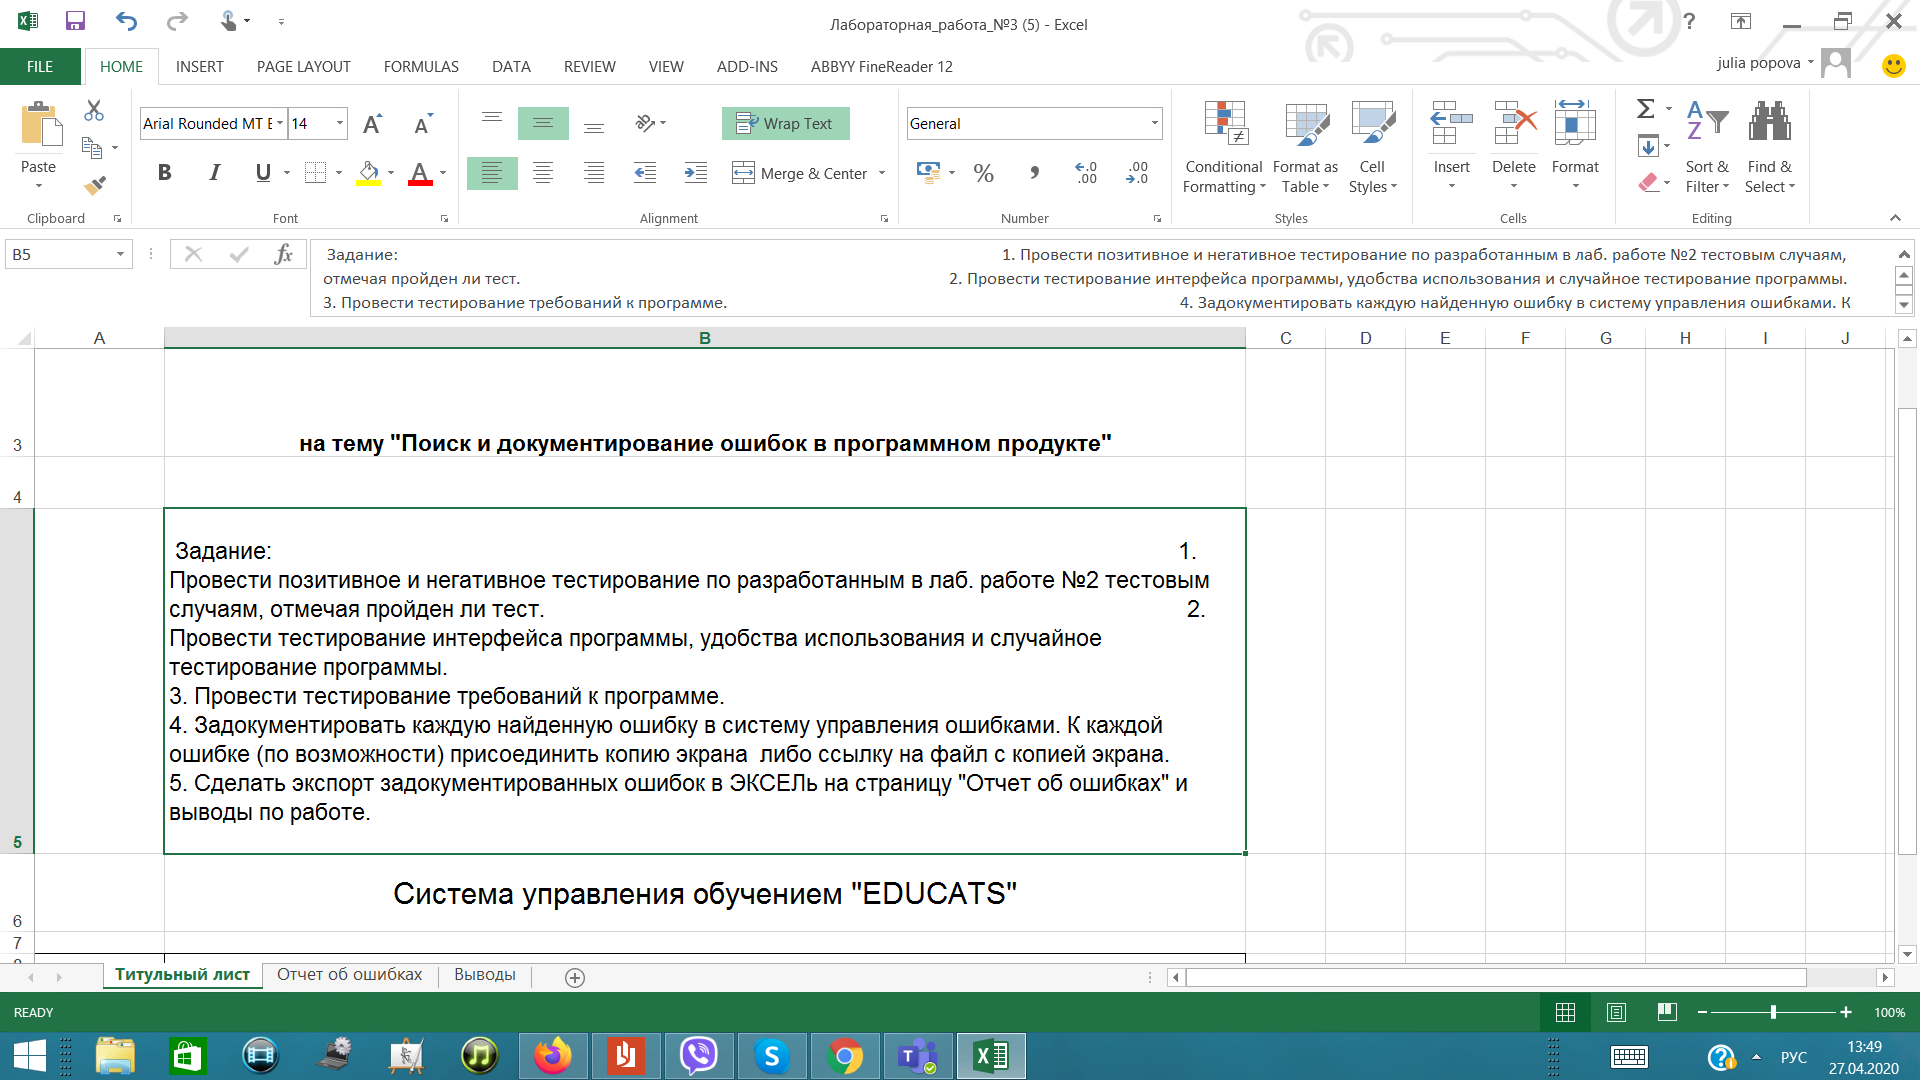 Лабораторная_работа_№3 (5) - Excel
?
FILE HOME INSERT PAGE LAYOUT FORMULAS DATA REVIEW VIEW ADD-INS ABBYY FineReader 12
julia popova
Arial Rounded MT E 14
Wrap Text
General
Paste
B I U
Merge & Center
Conditional Formatting
Format as Table
Cell Styles
Insert
Delete
Format
Sort & Filter
Find & Select
Clipboard Font Alignment Number Styles Cells Editing
B5
Задание: 1. Провести позитивное и негативное тестирование по разработанным в лаб. работе №2 тестовым случаям,
отмечая пройден ли тест. 2. Провести тестирование интерфейса программы, удобства использования и случайное тестирование программы.
3. Провести тестирование требований к программе. 4. Задокументировать каждую найденную ошибку в систему управления ошибками. К
A B C D E F G H I J
3
на тему "Поиск и документирование ошибок в программном продукте"
4
Задание: 1.
Провести позитивное и негативное тестирование по разработанным в лаб. работе №2 тестовым
случаям, отмечая пройден ли тест. 2.
Провести тестирование интерфейса программы, удобства использования и случайное
тестирование программы.
3. Провести тестирование требований к программе.
4. Задокументировать каждую найденную ошибку в систему управления ошибками. К каждой
ошибке (по возможности) присоединить копию экрана либо ссылку на файл с копией экрана.
5. Сделать экспорт задокументированных ошибок в ЭКСЕЛь на страницу "Отчет об ошибках" и
выводы по работе.
5
Система управления обучением "EDUCATS"
6
7
Титульный лист Отчет об ошибках Выводы
READY
100%
РУС
13:49
27.04.2020